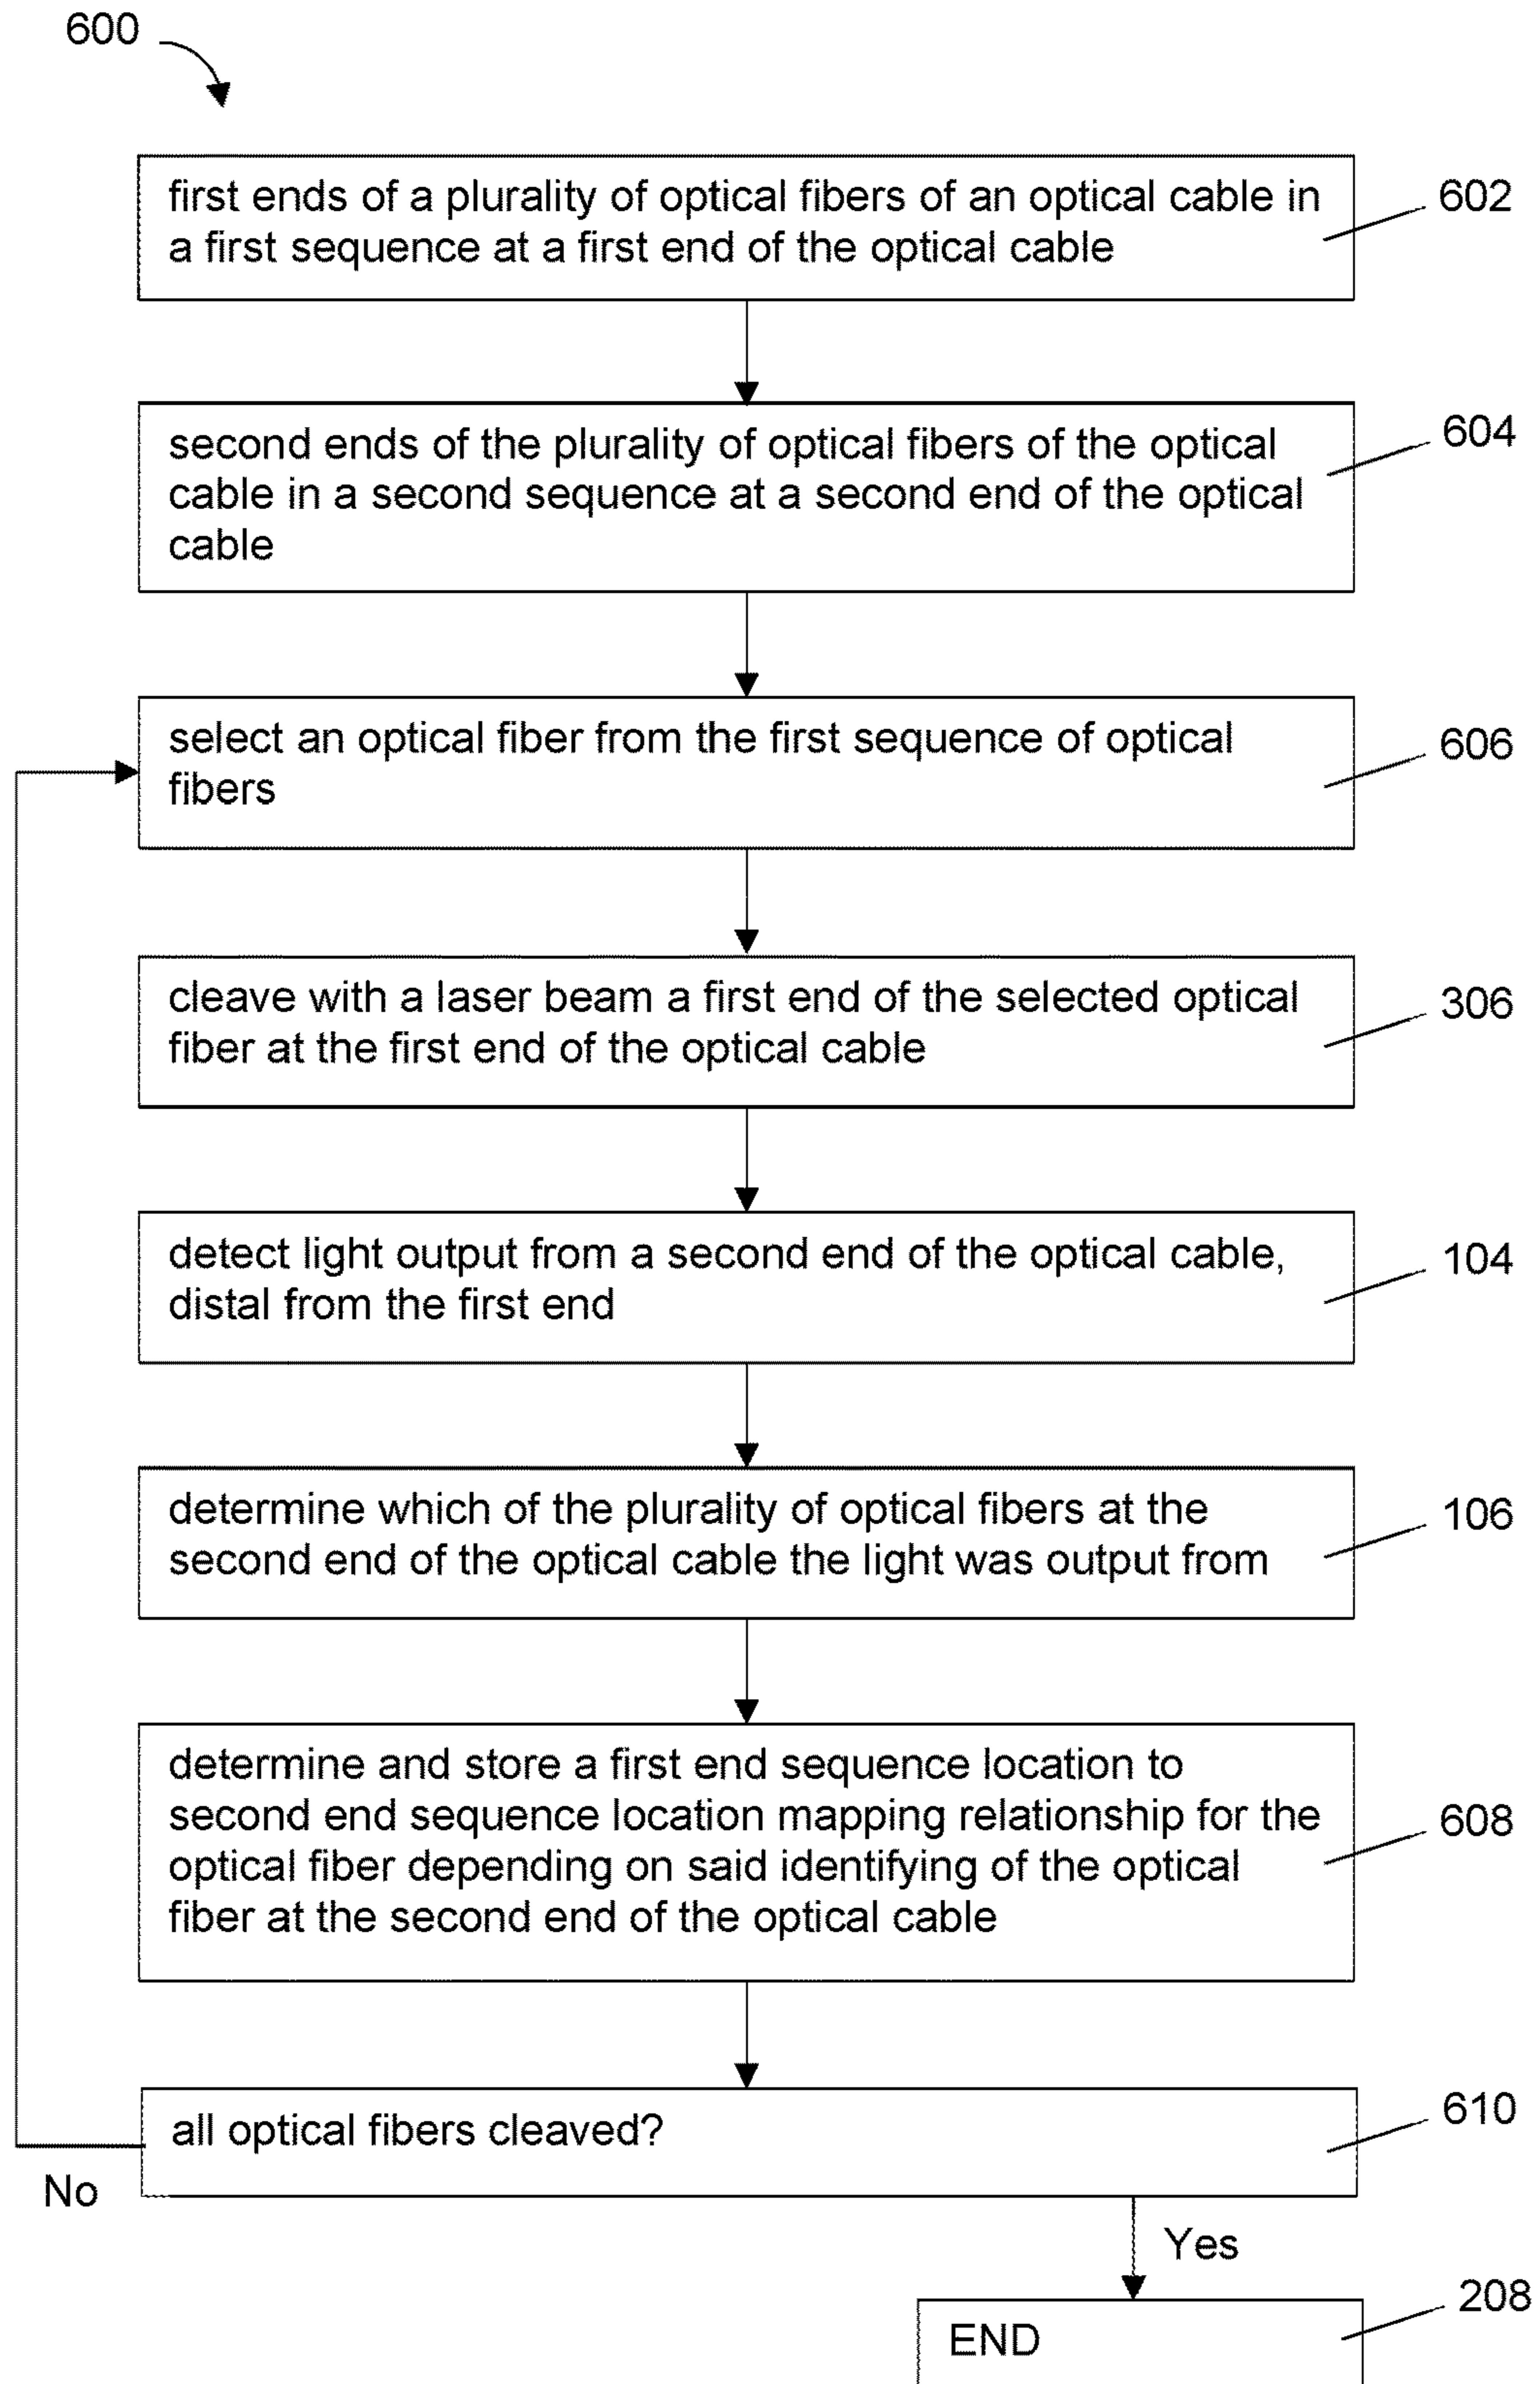 600
first ends of a plurality of optical fibers of an optical cable in
a first sequence at a first end of the optical cable
602
second ends of the plurality of optical fibers of the optical
cable in a second sequence at a second end of the optical
cable
604
select an optical fiber from the first sequence of optical
fibers
606
cleave with a laser beam a first end of the selected optical
fiber at the first end of the optical cable
306
detect light output from a second end of the optical cable,
distal from the first end
104
determine which of the plurality of optical fibers at the
second end of the optical cable the light was output from
106
determine and store a first end sequence location to
second end sequence location mapping relationship for the
optical fiber depending on said identifying of the optical
fiber at the second end of the optical cable
608
all optical fibers cleaved?
610
No
Yes
208
END